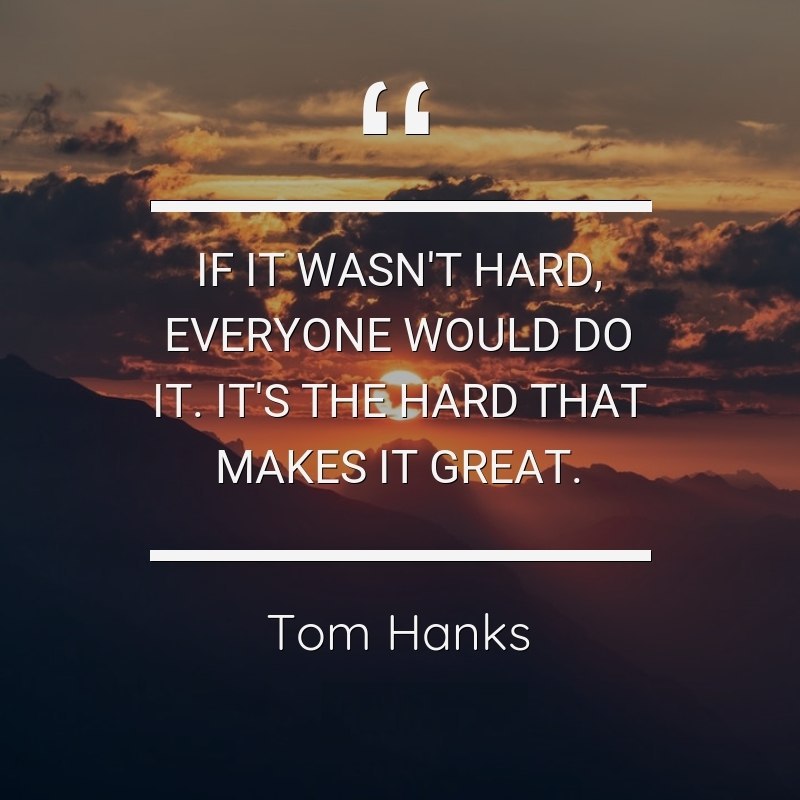 “
IF IT WASN'T HARD,
EVERYONE WOULD DO
IT. IT'S THE HARD THAT
MAKES IT GREAT.
Tom Hanks